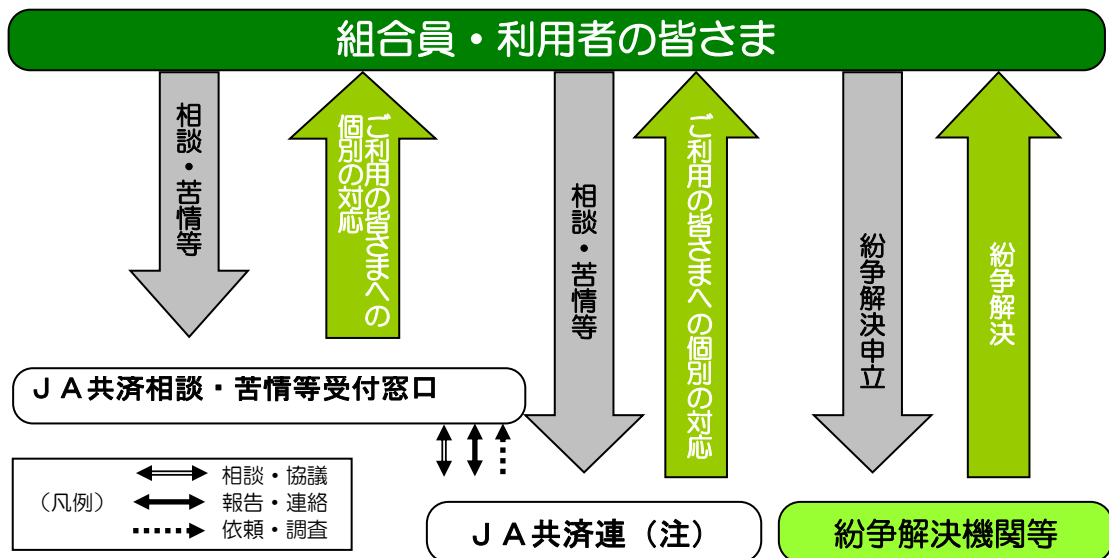 組合員・利用者の皆さま
相談・苦情等
ご利用の皆さまへの
個別の対応
相談・苦情等
ご利用の皆さまへの個別の対応
紛争解決申立
紛争解決
ＪＡ共済相談・苦情等受付窓口
（凡例）
相談・協議
報告・連絡
依頼・調査
ＪＡ共済連（注）
紛争解決機関等